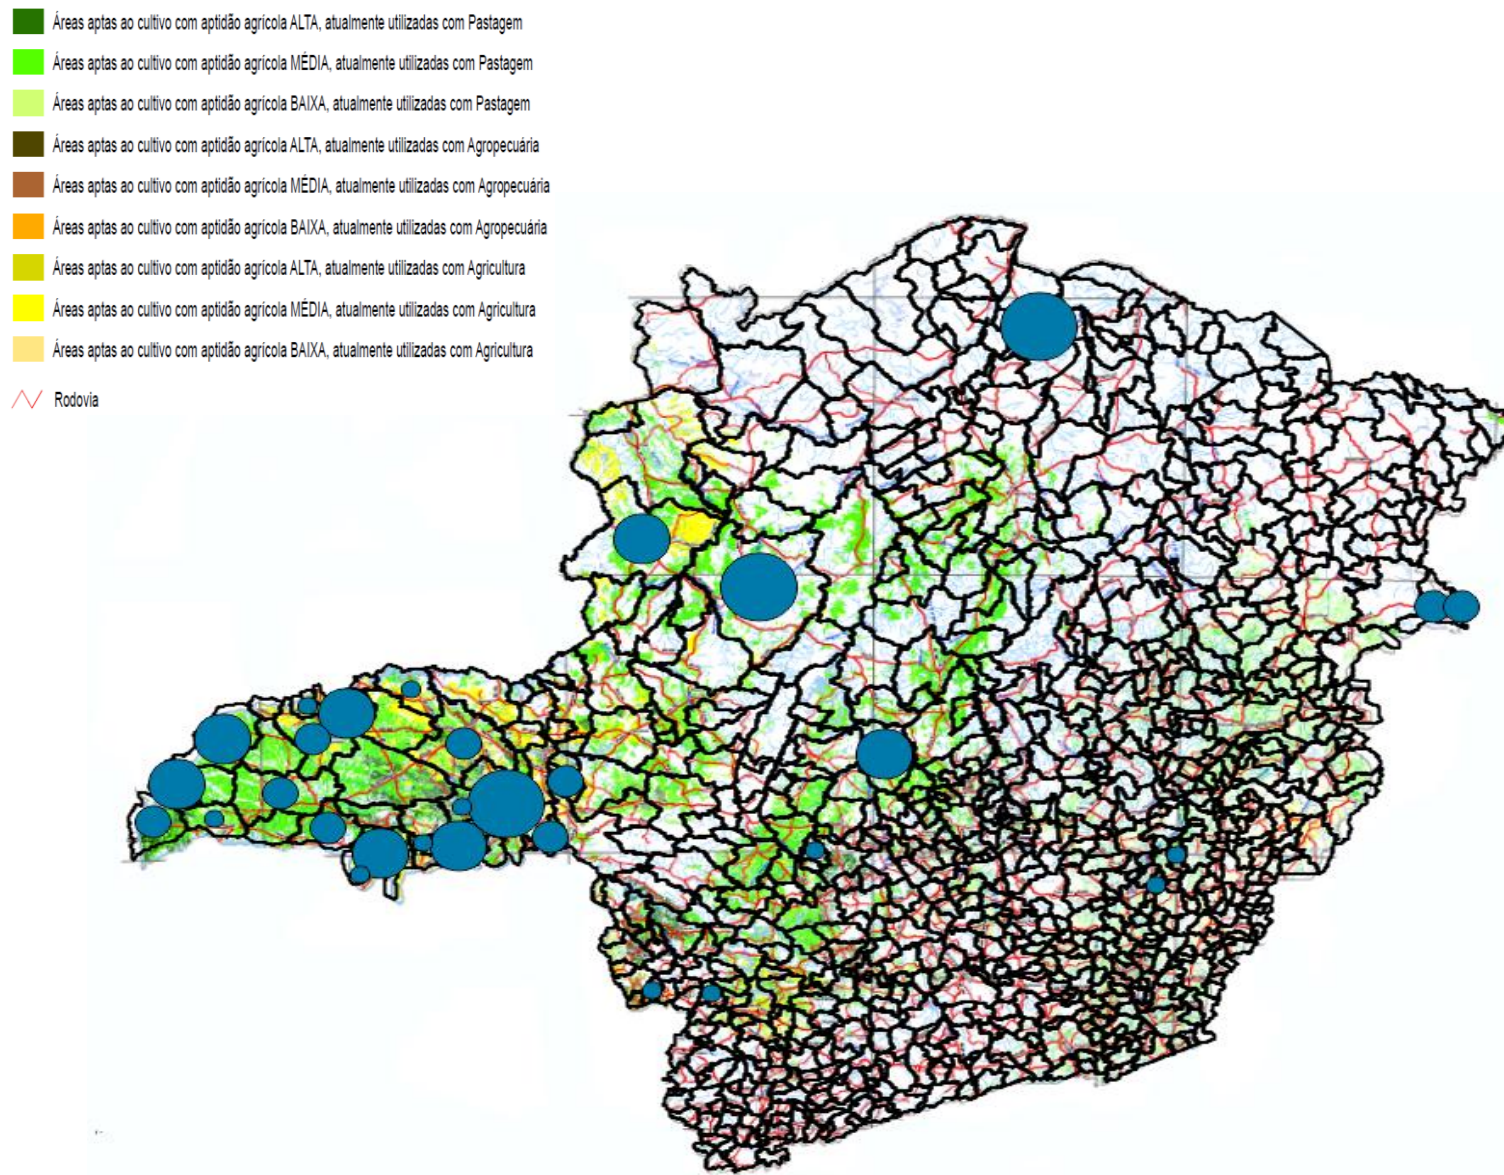 Áreas aptas ao cultivo com aptidão agrícola ALTA, atualmente utilizadas com Pastagem
Áreas aptas ao cultivo com aptidão agrícola MÉDIA, atualmente utilizadas com Pastagem
Áreas aptas ao cultivo com aptidão agrícola BAIXA, atualmente utilizadas com Pastagem
Áreas aptas ao cultivo com aptidão agrícola ALTA, atualmente utilizadas com Agropecuária
Áreas aptas ao cultivo com aptidão agrícola MÉDIA, atualmente utilizadas com Agropecuária
Áreas aptas ao cultivo com aptidão agrícola BAIXA, atualmente utilizadas com Agropecuária
Áreas aptas ao cultivo com aptidão agrícola ALTA, atualmente utilizadas com Agricultura
Áreas aptas ao cultivo com aptidão agrícola MÉDIA, atualmente utilizadas com Agricultura
Áreas aptas ao cultivo com aptidão agrícola BAIXA, atualmente utilizadas com Agricultura
Rodovia